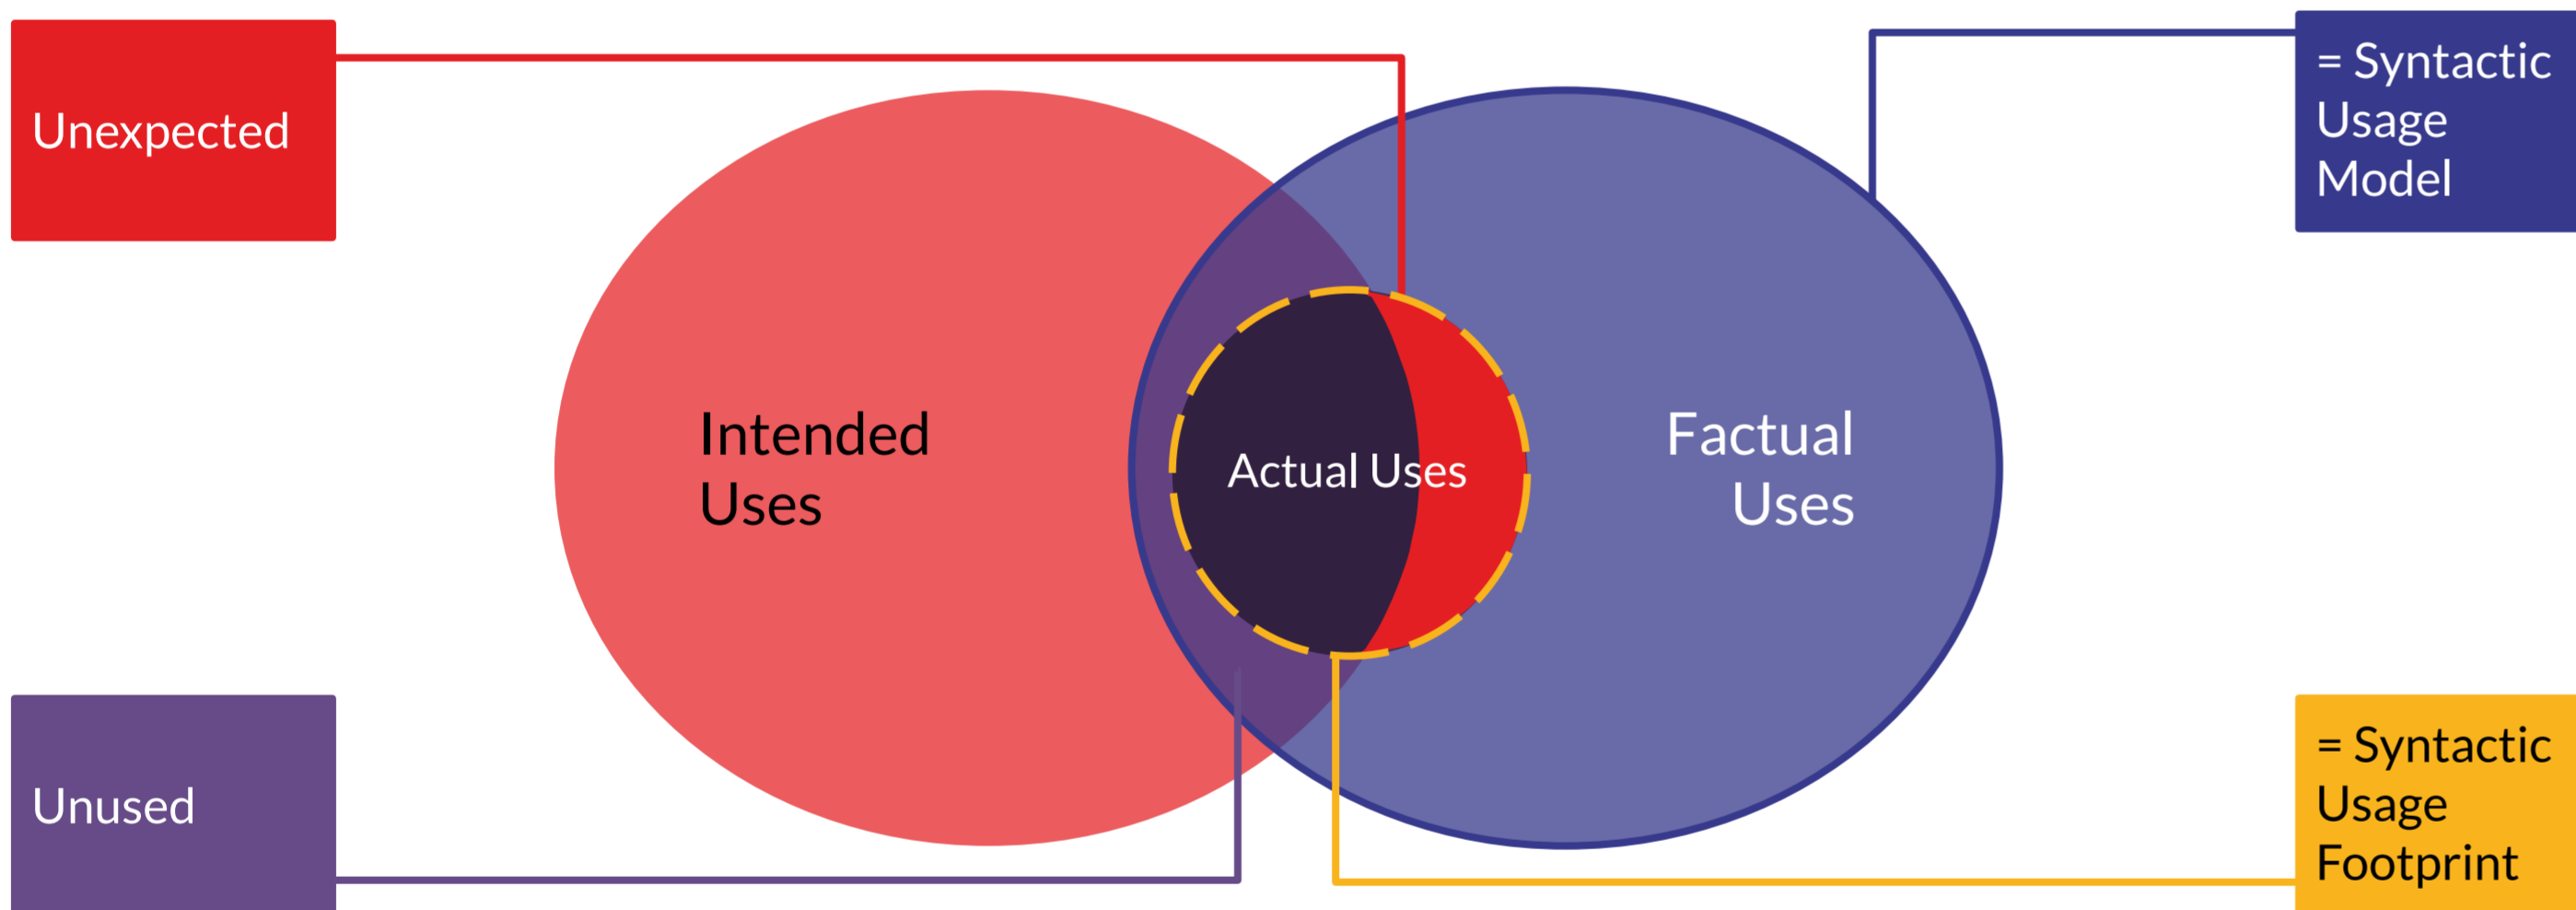 Unexpected
= Syntactic
Usage
Model
Intended
Uses
Actual Uses
Factual
Uses
Unused
= Syntactic
Usage
Footprint